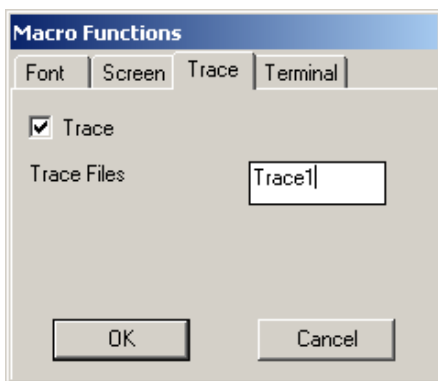 Macro Functions
Font Screen Trace Terminal
Trace
Trace Files Trace1
OK Cancel